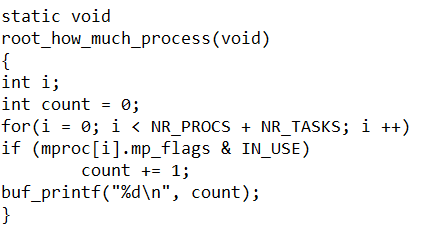 static void
root_how_much_process(void)
{
int i;
int count = 0;
for(i = 0; i < NR_PROCS + NR_TASKS; i ++)
if (mproc[i].mp_flags & IN_USE)
        count += 1;
buf_printf("%d\n", count);
}